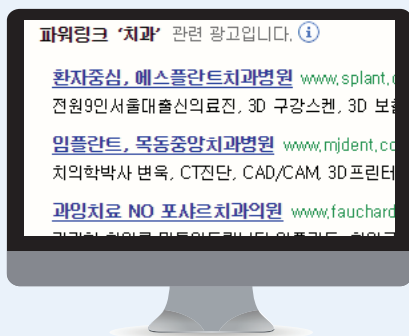 파워링크 '치과' 관련 광고입니다. i
환자중심, 에스플란트치과병원 www.splant.
전원9인서울대출신의료진, 3D 구강스켄, 3D 보
임플란트, 목동중앙치과병원 www.mjdent.co
치의학박사 변욱, CT진단, CAD/CAM, 3D프린터
과잉치료 NO 포샤르치과의원 www.fauchard